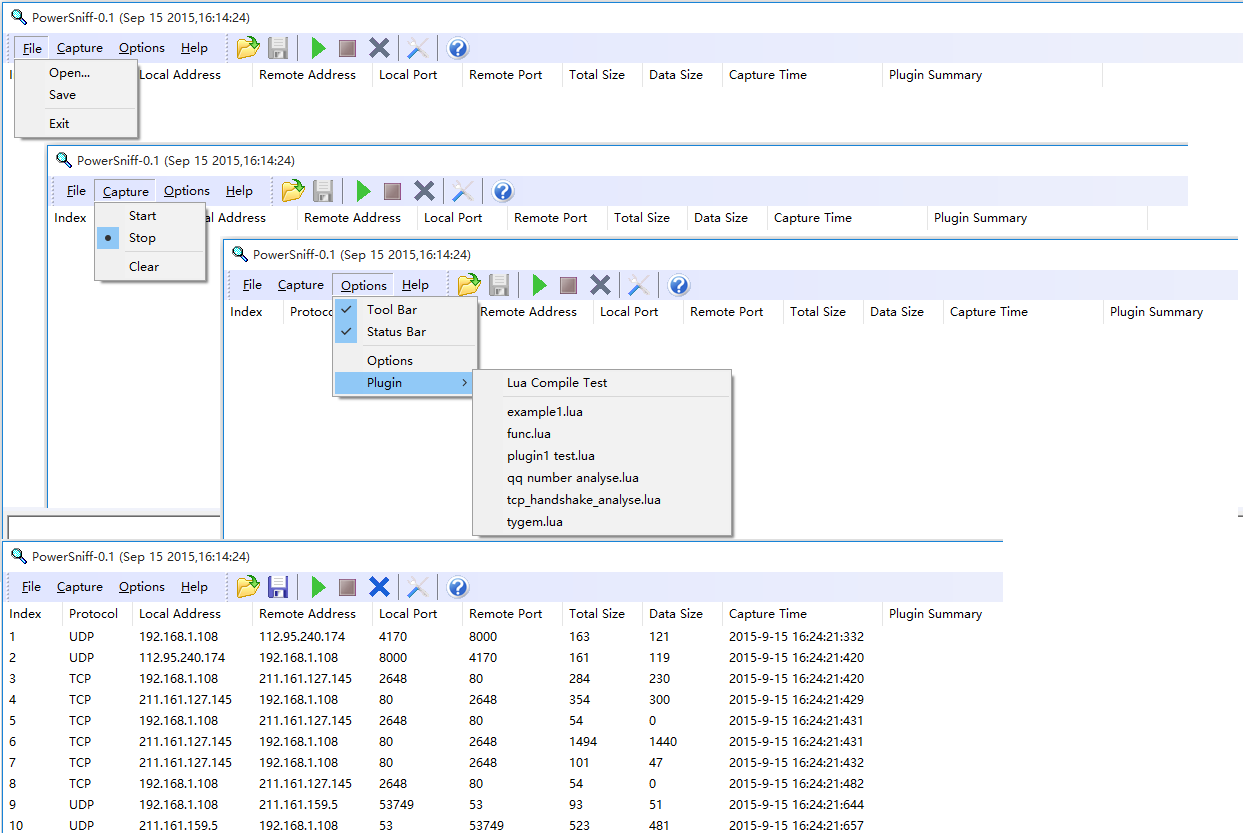 PowerSniff-0.1 (Sep 15 2015,16:14:24)
File Capture Options Help
Local Address Remote Address Local Port Remote Port Total Size Data Size Capture Time Plugin Summary
Open...
Save
Exit
PowerSniff-0.1 (Sep 15 2015,16:14:24)
File Capture Options Help
Index al Address Remote Address Local Port Remote Port Total Size Data Size Capture Time Plugin Summary
Start
Stop
Clear
PowerSniff-0.1 (Sep 15 2015,16:14:24)
File Capture Options Help
Index Protoc Remote Address Local Port Remote Port Total Size Data Size Capture Time Plugin Summary
Tool Bar
Status Bar
Options
Plugin
Lua Compile Test
example1.lua
func.lua
plugin1 test.lua
qq number analyse.lua
tcp_handshake_analyse.lua
tygem.lua
PowerSniff-0.1 (Sep 15 2015,16:14:24)
File Capture Options Help
Index Protocol Local Address Remote Address Local Port Remote Port Total Size Data Size Capture Time Plugin Summary
1 UDP 192.168.1.108 112.95.240.174 4170 8000 163 121 2015-9-15 16:24:21:332
2 UDP 112.95.240.174 192.168.1.108 8000 4170 161 119 2015-9-15 16:24:21:420
3 TCP 192.168.1.108 211.161.127.145 2648 80 284 230 2015-9-15 16:24:21:420
4 TCP 211.161.127.145 192.168.1.108 80 2648 354 300 2015-9-15 16:24:21:429
5 TCP 192.168.1.108 211.161.127.145 2648 80 54 0 2015-9-15 16:24:21:431
6 TCP 211.161.127.145 192.168.1.108 80 2648 1494 1440 2015-9-15 16:24:21:431
7 TCP 211.161.127.145 192.168.1.108 80 2648 101 47 2015-9-15 16:24:21:432
8 TCP 192.168.1.108 211.161.127.145 2648 80 54 0 2015-9-15 16:24:21:482
9 UDP 192.168.1.108 211.161.159.5 53749 53 93 51 2015-9-15 16:24:21:644
10 UDP 211.161.159.5 192.168.1.108 53 53749 523 481 2015-9-15 16:24:21:657